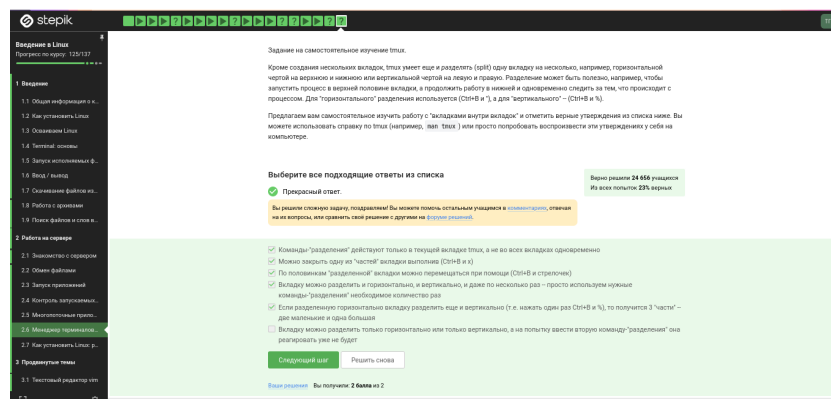 stepik
Введение в Linux
Прогресс по курсу: 125/137
1 Введение
1.1 Общая информация о к...
1.2 Как установить Linux
1.3 Осваиваем Linux
1.4 Terminal: основы
1.5 Запуск исполняемых ф...
1.6 Ввод / вывод
1.7 Скачивание файлов из...
1.8 Работа с архивами
1.9 Поиск файлов и слов в...
2 Работа на сервере
2.1 Знакомство с сервером
2.2 Обмен файлами
2.3 Запуск приложений
2.4 Контроль запускаемых...
2.5 Многопоточные прило...
2.6 Менеджер терминалов...
2.7 Как установить Linux: р...
3 Продвинутые темы
3.1 Текстовый редактор vim
Задание на самостоятельное изучение tmux.
Кроме создания нескольких вкладок, tmux умеет еще и разделять (split) одну вкладку на несколько, например, горизонтальной
чертой на верхнюю и нижнюю или вертикальной чертой на левую и правую. Разделение может быть полезно, например, чтобы
запустить процесс в верхней половине вкладки, а продолжить работу в нижней и одновременно следить за тем, что происходит с
процессом. Для "горизонтального" разделения используется (Ctrl+B и "), а для "вертикального" – (Ctrl+B и %).
Предлагаем вам самостоятельно изучить работу с "вкладками внутри вкладок" и отметить верные утверждения из списка ниже. Вы
можете использовать справку по tmux (например, man tmux ) или просто попробовать воспроизвести эти утверждениях у себя на
компьютере.
Выберите все подходящие ответы из списка
Прекрасный ответ.
Верно решили 24 656 учащихся
Из всех попыток 23% верных
Вы решили сложную задачу, поздравляем! Вы можете помочь остальным учащимся в комментариях, отвечая
на их вопросы, или сравнить своё решение с другими на форуме решений.
Команды-"разделения" действуют только в текущей вкладке tmux, а не во всех вкладках одновременно
Можно закрыть одну из "частей" вкладки выполнив (Ctrl+B и x)
По половинкам "разделенной" вкладки можно перемещаться при помощи (Ctrl+B и стрелочек)
Вкладку можно разделить и горизонтально, и вертикально, и даже по несколько раз – просто используем нужные
команды-"разделения" необходимое количество раз
Если разделенную горизонтально вкладку разделить еще и вертикально (т.е. нажать один раз Ctrl+B и %), то получится 3 "части" –
две маленькие и одна большая
Вкладку можно разделить только горизонтально или только вертикально, а на попытку ввести вторую команду-"разделения" она
реагировать уже не будет
Следующий шаг
Решить снова
Ваши решения Вы получили: 2 балла из 2